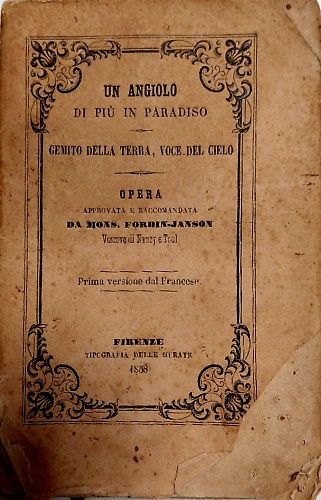 UN ANGIOLO
DI PIÙ IN PARADISO
GEMITO DELLA TERRA, VOCE DEL CIELO
OPERA
APPROVATA E RACCOMANDATA
DA MONS. FORBIN-JANSON
Vescovo di Nancy e Toul
Prima versione dal Francese.
FIRENZE
TIPOGRAFIA DELLE MURATE
1858